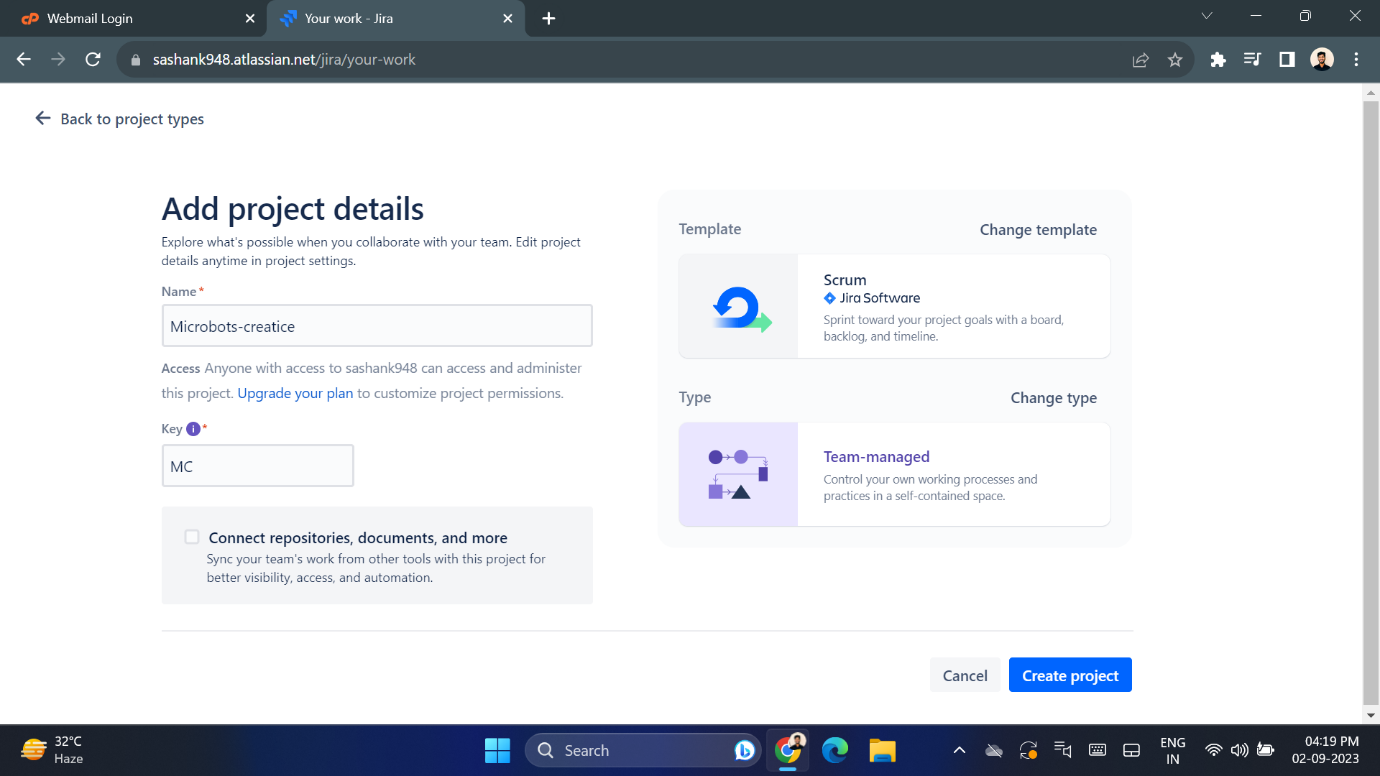 Webmail Login
Your work - Jira
sashank948.atlassian.net/jira/your-work
Back to project types
Add project details
Explore what's possible when you collaborate with your team. Edit project
details anytime in project settings.
Name*
Microbots-creatice
Access Anyone with access to sashank948 can access and administer
this project. Upgrade your plan to customize project permissions.
Key i *
MC
Connect repositories, documents, and more
Sync your team's work from other tools with this project for
better visibility, access, and automation.
Template
Change template
Scrum
Jira Software
Sprint toward your project goals with a board,
backlog, and timeline.
Type
Change type
Team-managed
Control your own working processes and
practices in a self-contained space.
Cancel
Create project
32°C
Haze
Search
ENG
IN
04:19 PM
02-09-2023